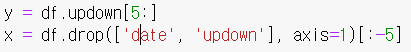 y = df.updown[5:]
x = df.drop(['date', 'updown'], axis=1)[:-5]